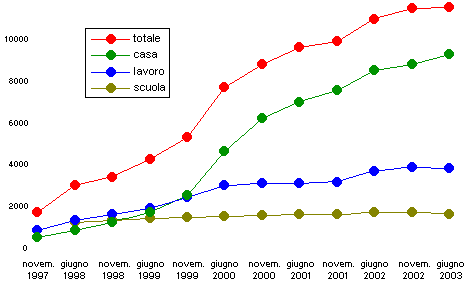 totale
casa
lavoro
scuola
10000
8000
6000
4000
2000
0
novem. giugno novem. giugno novem. giugno novem. giugno novem. giugno novem. giugno
1997 1998 1998 1999 1999 2000 2000 2001 2001 2002 2002 2003